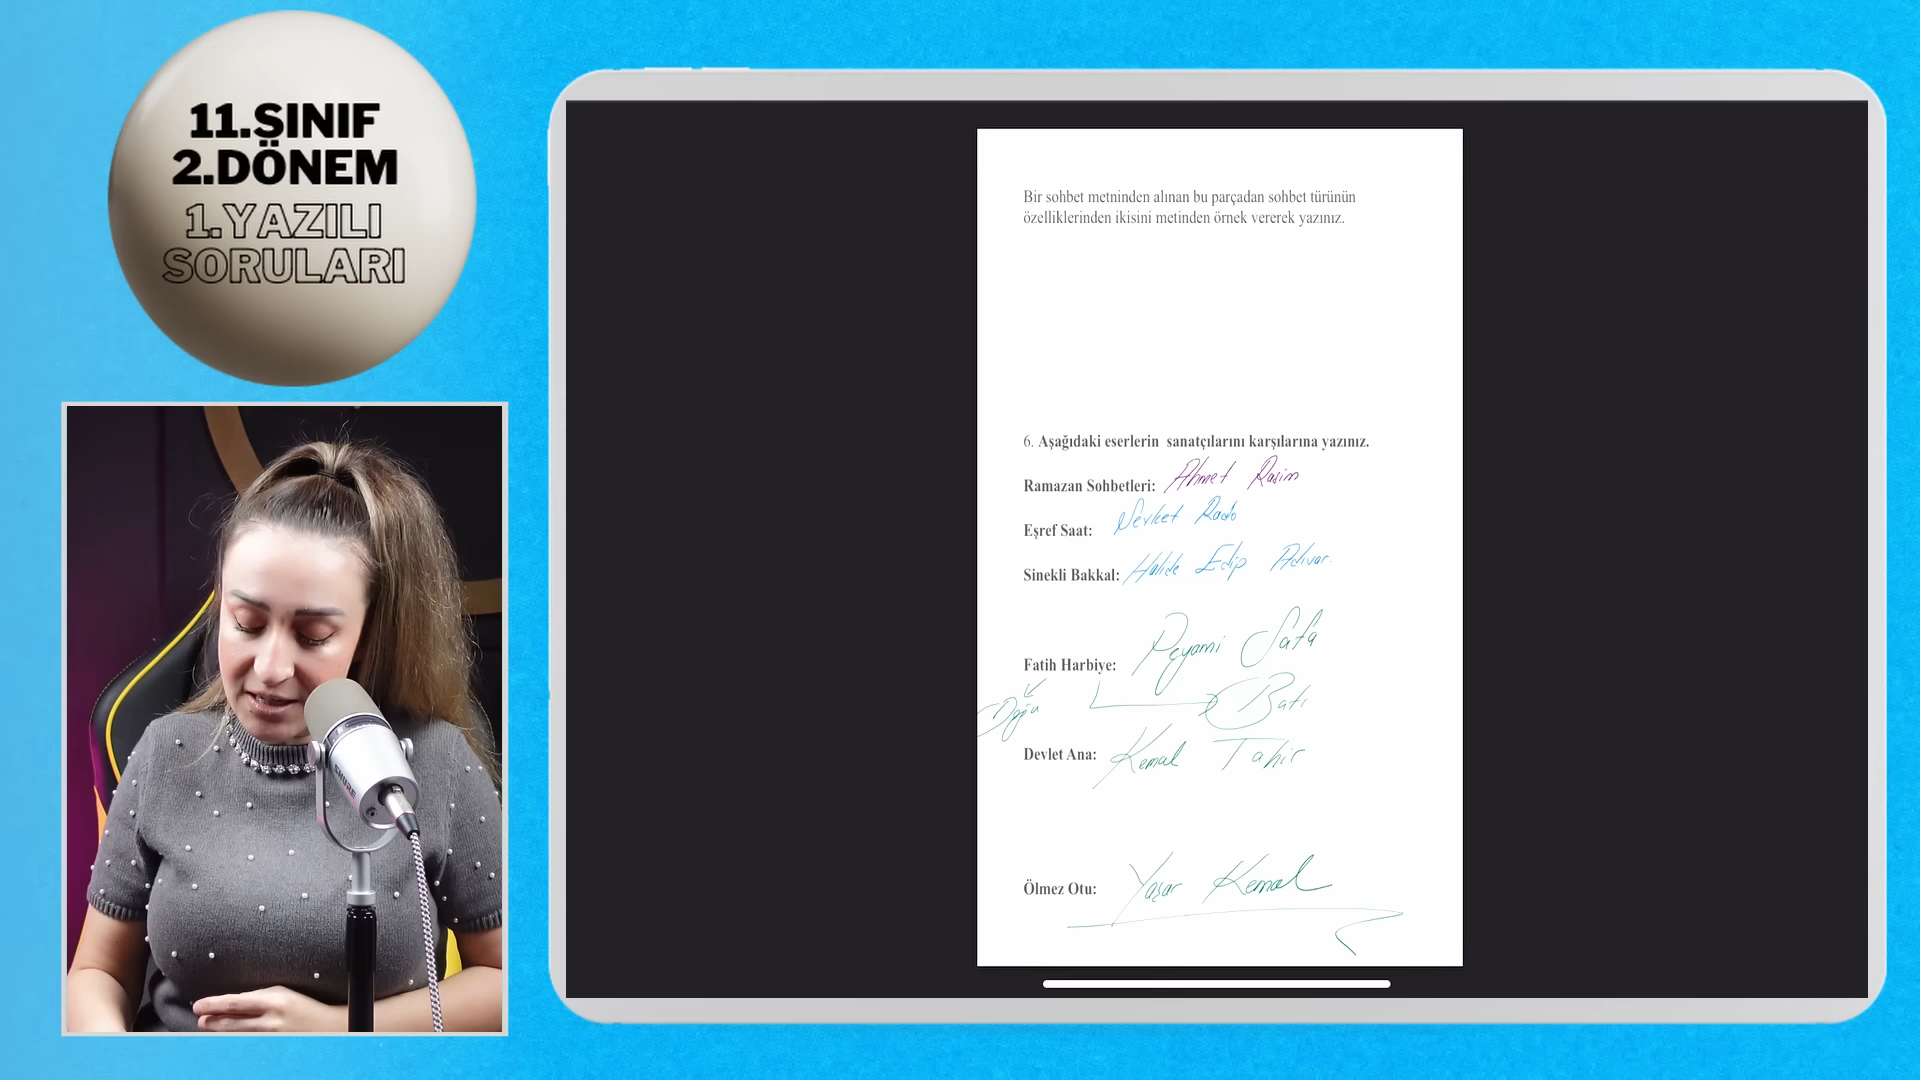 11.SINIF
2.DÖNEM
1.YAZILI
SORULARI
Bir sohbet metninden alınan bu parçadan sohbet türünün
özelliklerinden ikisini metinden örnek vererek yazınız.
6. Aşağıdaki eserlerin sanatçılarını karşılarına yazınız.
Ramazan Sohbetleri: Ahmet Rasim
Eşref Saat: Şevket Rado
Sinekli Bakkal: Halide Edip Adıvar.
Fatih Harbiye: Peyami Safa
Doğu Batı
Devlet Ana: Kemal Tahir
Ölmez Otu: Yaşar Kemal